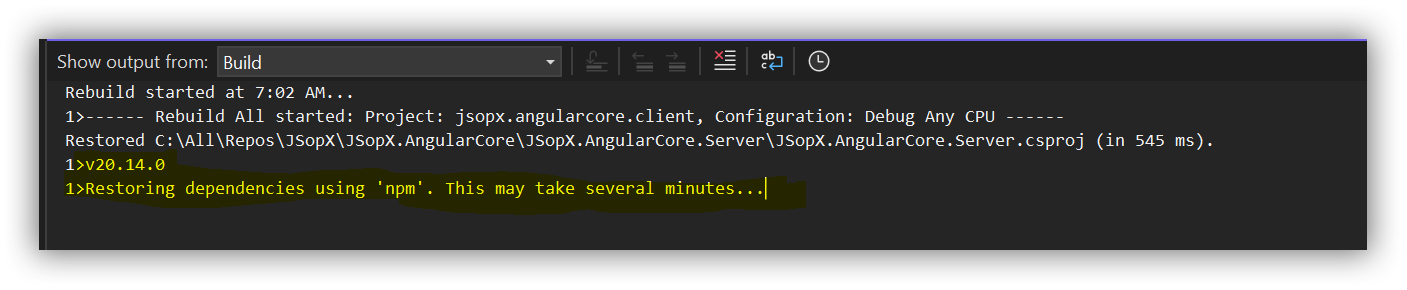 Show output from: Build
Rebuild started at 7:02 AM...
1>------ Rebuild All started: Project: jsopx.angularcore.client, Configuration: Debug Any CPU ------
Restored C:\All\Repos\JSopX\JSopX.AngularCore\JSopX.AngularCore.Server\JSopX.AngularCore.Server.csproj (in 545 ms).
1>v20.14.0
1>Restoring dependencies using 'npm'. This may take several minutes...